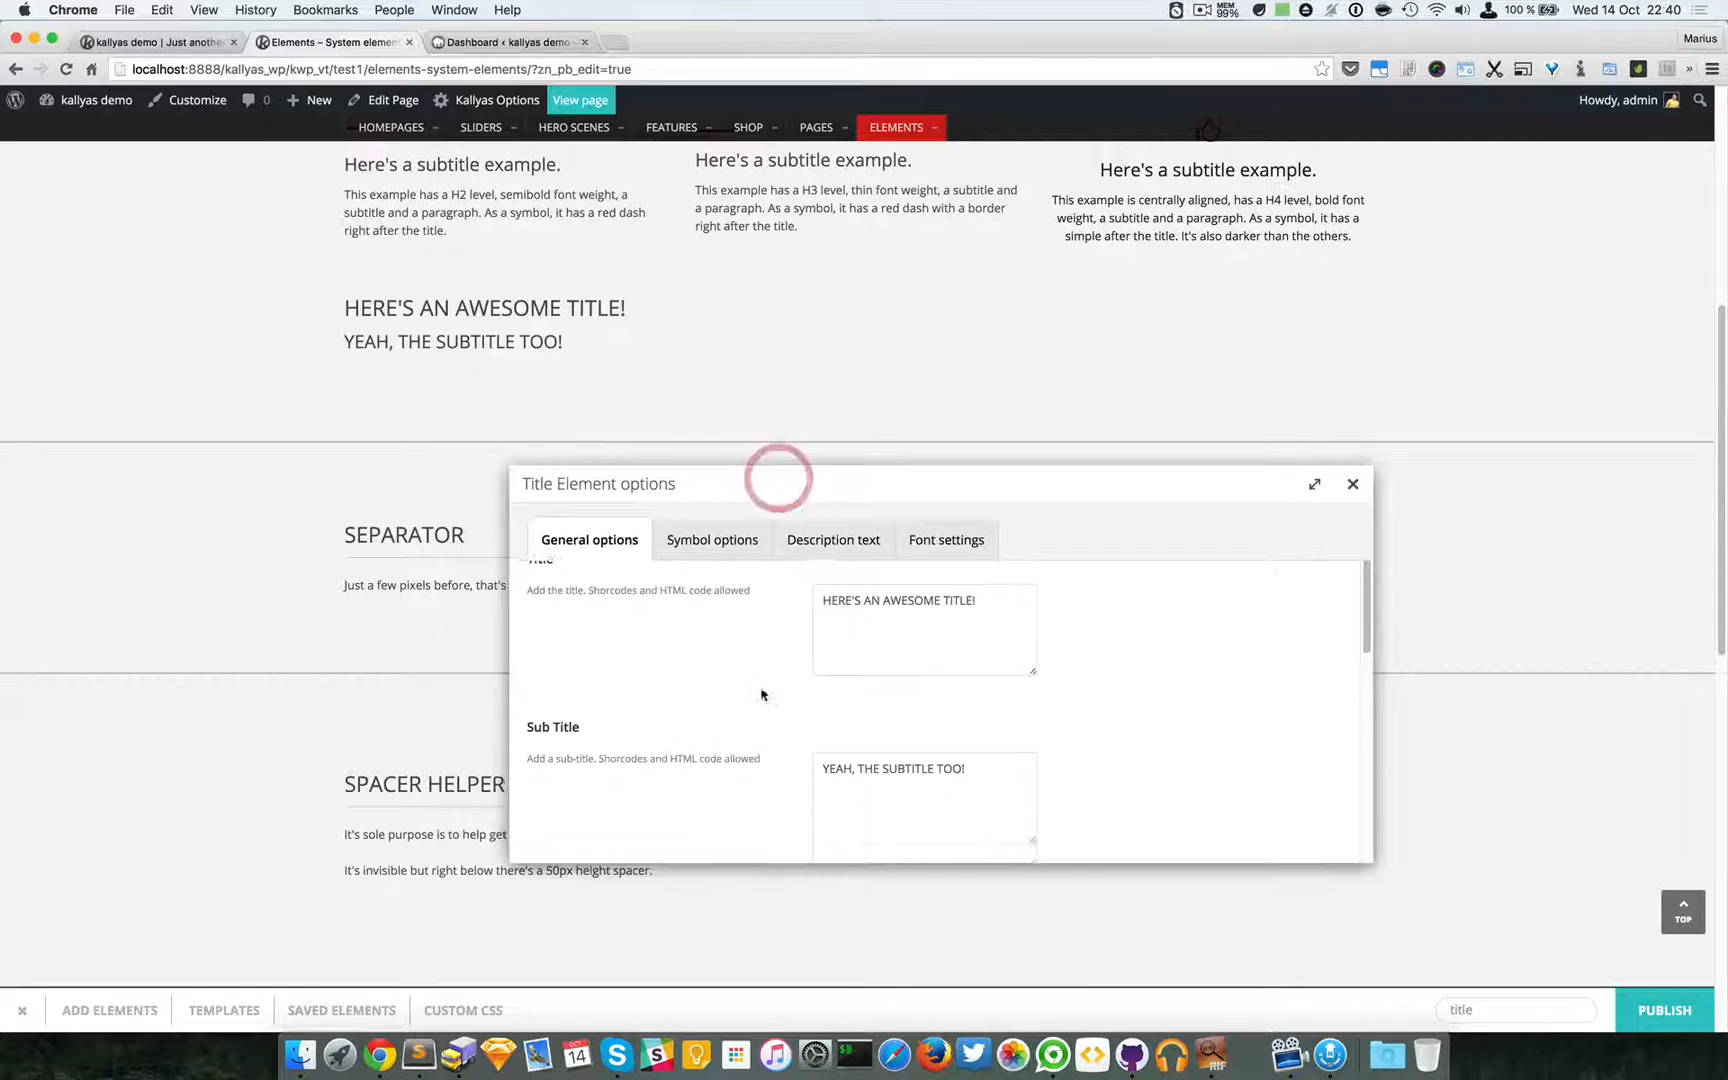 Chrome File Edit View History Bookmarks People Window Help MEM 99% 100 % Wed 14 Oct 22:40
kallyas demo | Just anothe Elements – System element Dashboard ‹ kallyas demo Marius
localhost:8888/kallyas_wp/kwp_vt/test1/elements-system-elements/?zn_pb_edit=true
kallyas demo Customize 0 New Edit Page Kallyas Options View page Howdy, admin
HOMEPAGES SLIDERS HERO SCENES FEATURES SHOP PAGES ELEMENTS
Here's a subtitle example.
This example has a H2 level, semibold font weight, a
subtitle and a paragraph. As a symbol, it has a red dash
right after the title.
Here's a subtitle example.
This example has a H3 level, thin font weight, a subtitle and
a paragraph. As a symbol, it has a red dash with a border
right after the title.
Here's a subtitle example.
This example is centrally aligned, has a H4 level, bold font
weight, a subtitle and a paragraph. As a symbol, it has a
simple after the title. It's also darker than the others.
HERE'S AN AWESOME TITLE!
YEAH, THE SUBTITLE TOO!
SEPARATOR
Just a few pixels before, that's
SPACER HELPER
It's sole purpose is to help get
It's invisible but right below there's a 50px height spacer.
Title Element options
General options Symbol options Description text Font settings
Title
Add the title. Shorcodes and HTML code allowed
HERE'S AN AWESOME TITLE!
Sub Title
Add a sub-title. Shorcodes and HTML code allowed
YEAH, THE SUBTITLE TOO!
TOP
ADD ELEMENTS TEMPLATES SAVED ELEMENTS CUSTOM CSS title PUBLISH
OCT
14
RIF